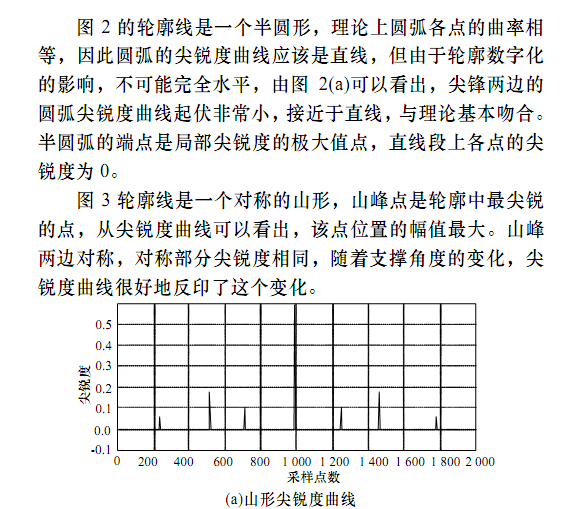 图 2 的轮廓线是一个半圆形，理论上圆弧各点的曲率相
等，因此圆弧的尖锐度曲线应该是直线，但由于轮廓数字化
的影响，不可能完全水平，由图 2(a)可以看出，尖锋两边的
圆弧尖锐度曲线起伏非常小，接近于直线，与理论基本吻合。
半圆弧的端点是局部尖锐度的极大值点，直线段上各点的尖
锐度为 0。
图 3 轮廓线是一个对称的山形，山峰点是轮廓中最尖锐
的点，从尖锐度曲线可以看出，该点位置的幅值最大。山峰
两边对称，对称部分尖锐度相同，随着支撑角度的变化，尖
锐度曲线很好地反印了这个变化。
0.5
0.4
0.3
0.2
0.1
0.0
-0.1
尖锐度
0 200 400 600 800 1 000 1 200 1 400 1 600 1 800 2 000
采样点数
(a)山形尖锐度曲线